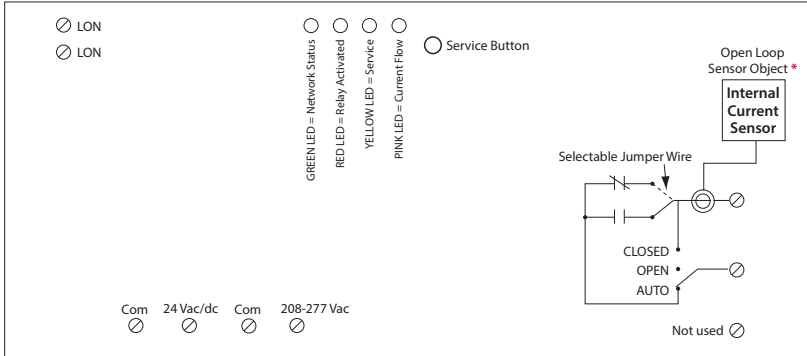 LON
LON
GREEN LED = Network Status
RED LED = Relay Activated
YELLOW LED = Service
PINK LED = Current Flow
Service Button
Open Loop
Sensor Object *
Internal
Current
Sensor
Selectable Jumper Wire
CLOSED
OPEN
AUTO
Com 24 Vac/dc Com 208-277 Vac
Not used